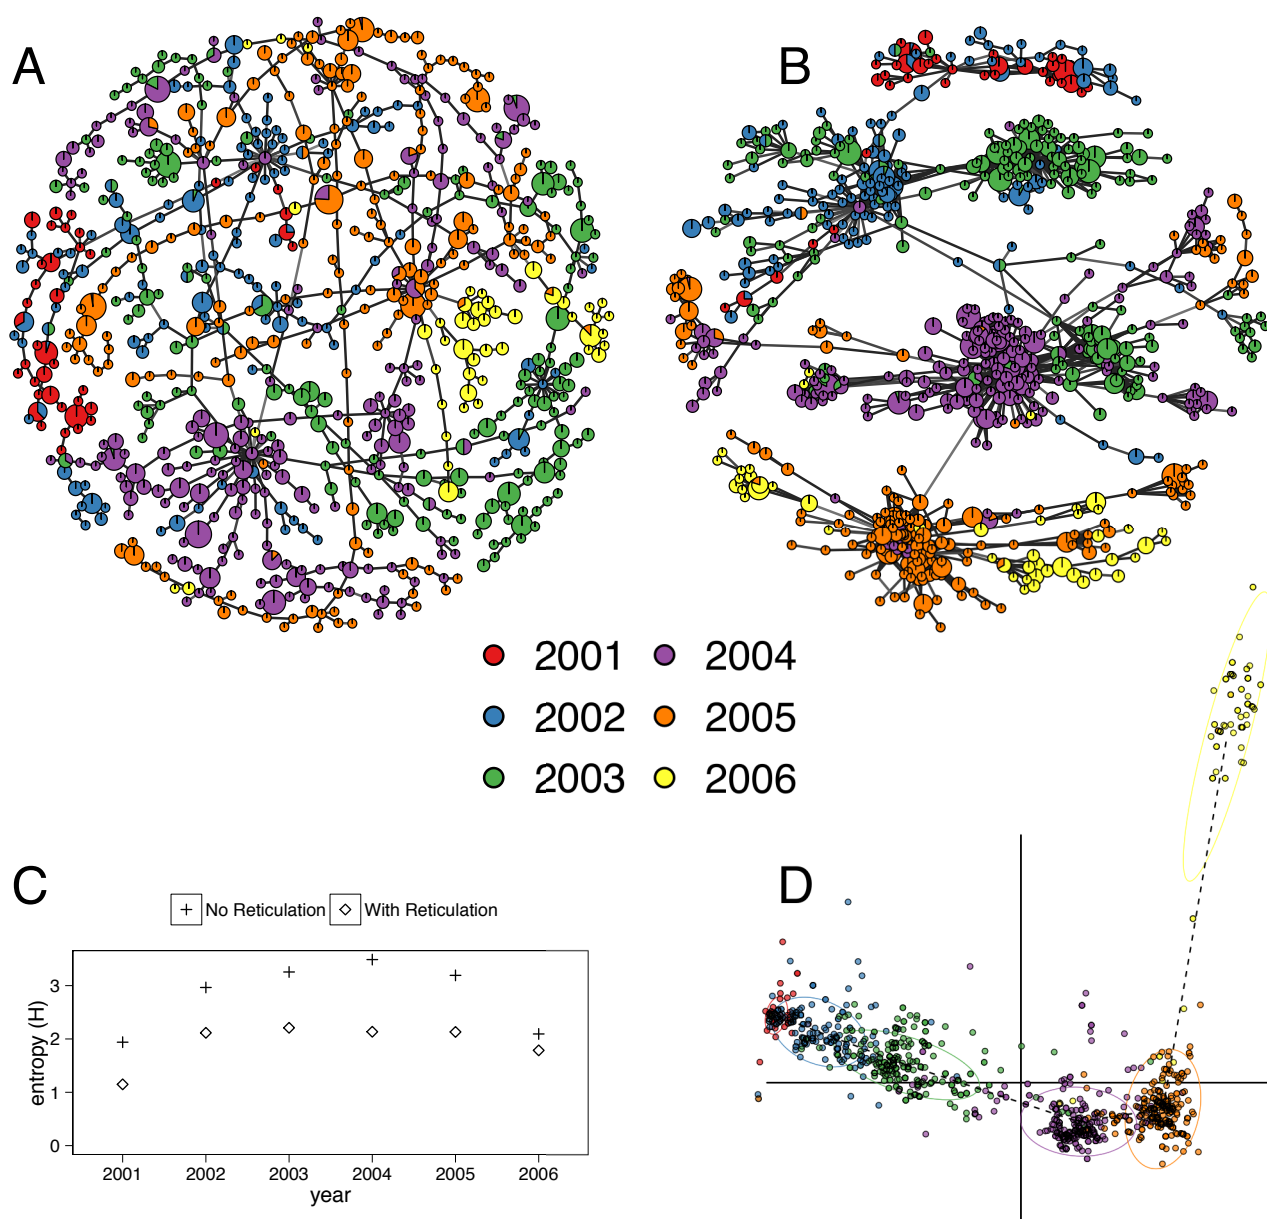 A
B
2001 2004
2002 2005
2003 2006
C
D
No Reticulation With Reticulation
entropy (H)
3
2
1
0
2001 2002 2003 2004 2005 2006
year